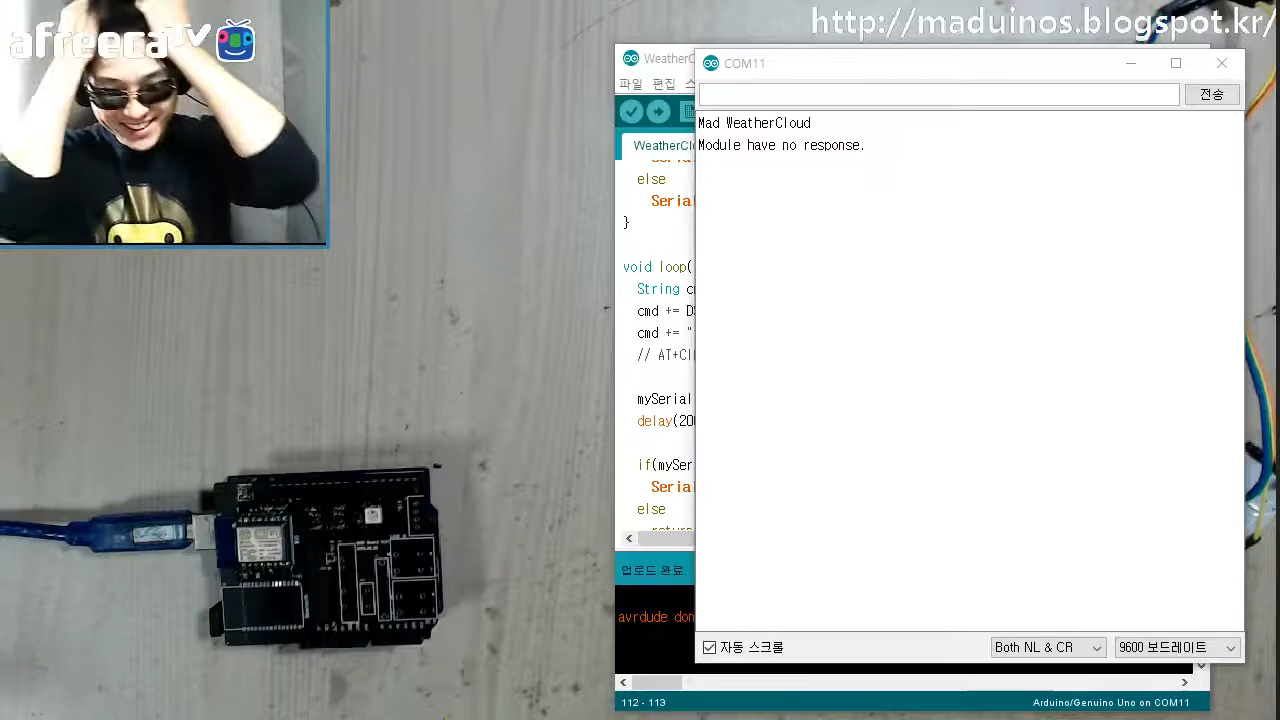 afreecaTV
http://maduinos.blogspot.kr/
WeatherC
COM11
파일 편집 스
전송
WeatherCl
Mad WeatherCloud
Module have no response.
else
Serial
}
void loop(
String c
cmd += D
cmd += "
// AT+CI
mySerial
delay(20
if(mySer
Serial
else
업로드 완료.
avrdude don
자동 스크롤
Both NL & CR
9600 보드레이트
112 - 113
Arduino/Genuino Uno on COM11